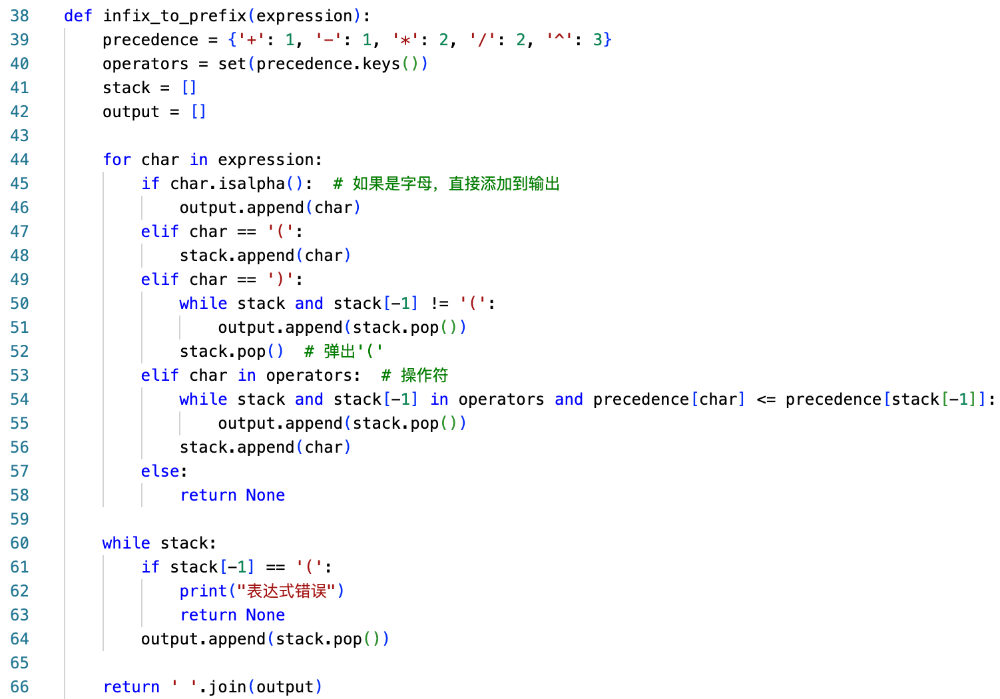 38 def infix_to_prefix(expression):
39     precedence = {'+': 1, '-': 1, '*': 2, '/': 2, '^': 3}
40     operators = set(precedence.keys())
41     stack = []
42     output = []
43
44     for char in expression:
45         if char.isalpha():  # 如果是字母，直接添加到输出
46             output.append(char)
47         elif char == '(':
48             stack.append(char)
49         elif char == ')':
50             while stack and stack[-1] != '(':
51                 output.append(stack.pop())
52             stack.pop()  # 弹出'('
53         elif char in operators:  # 操作符
54             while stack and stack[-1] in operators and precedence[char] <= precedence[stack[-1]]:
55                 output.append(stack.pop())
56             stack.append(char)
57         else:
58             return None
59
60     while stack:
61         if stack[-1] == '(':
62             print("表达式错误")
63             return None
64         output.append(stack.pop())
65
66     return ' '.join(output)